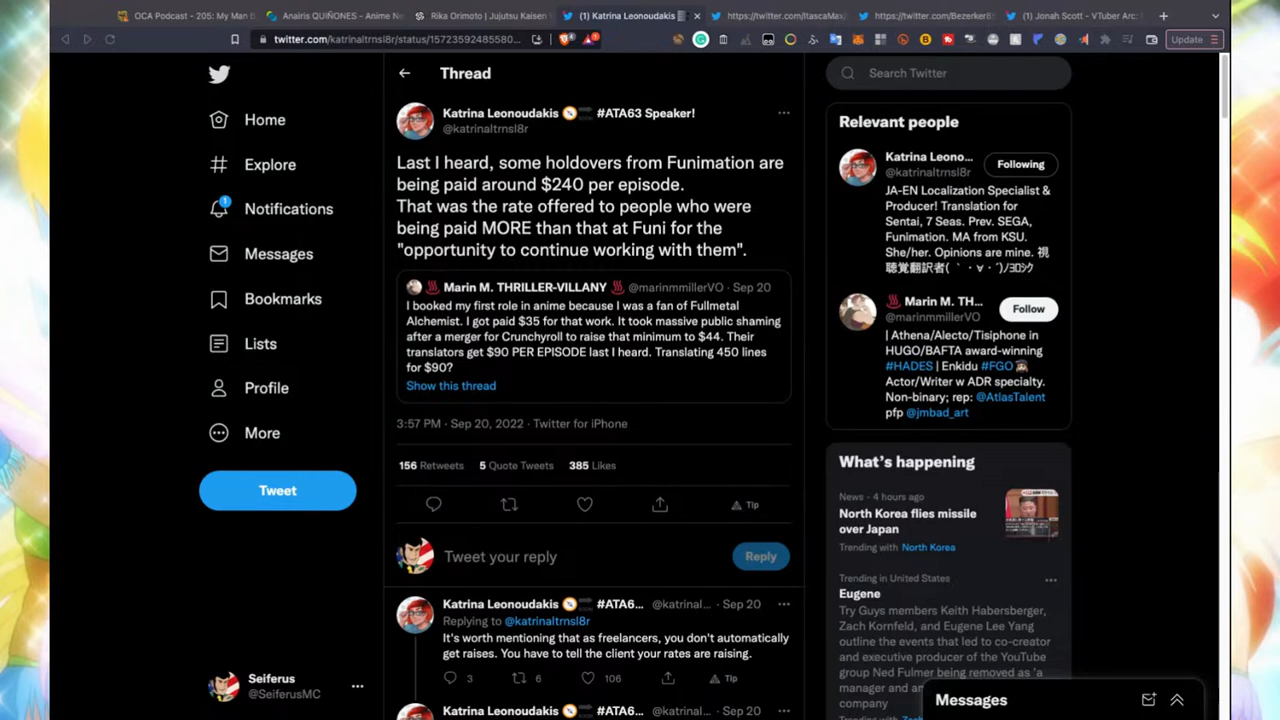 OCA Podcast - 205: My Man B
Anairis QUIÑONES - Anime Ne
Rika Orimoto | Jujutsu Kaisen
(1) Katrina Leonoudakis
https://twitter.com/ItascaMax/
https://twitter.com/Bezerker85
(1) Jonah Scott - VTuber Arc:
twitter.com/katrinaltrnsl8r/status/15723592485580...
Update
Thread
Search Twitter
Home
Explore
1
Notifications
Messages
Bookmarks
Lists
Profile
More
Tweet
Seiferus
@SeiferusMC
Katrina Leonoudakis #ATA63 Speaker!
@katrinaltrnsl8r
Last I heard, some holdovers from Funimation are
being paid around $240 per episode.
That was the rate offered to people who were
being paid MORE than that at Funi for the
"opportunity to continue working with them".
Marin M. THRILLER-VILLANY @marinmmillerVO · Sep 20
I booked my first role in anime because I was a fan of Fullmetal
Alchemist. I got paid $35 for that work. It took massive public shaming
after a merger for Crunchyroll to raise that minimum to $44. Their
translators get $90 PER EPISODE last I heard. Translating 450 lines
for $90?
Show this thread
3:57 PM · Sep 20, 2022 · Twitter for iPhone
156 Retweets 5 Quote Tweets 385 Likes
Tip
Tweet your reply
Reply
Katrina Leonoudakis #ATA6... @katrinal... · Sep 20
Replying to @katrinaltrnsl8r
It's worth mentioning that as freelancers, you don't automatically
get raises. You have to tell the client your rates are raising.
3 6 106 Tip
Katrina Leonoudakis #ATA6... @katrinal... · Sep 20
Relevant people
Katrina Leono...
@katrinaltrnsl8r
Following
JA-EN Localization Specialist &
Producer! Translation for
Sentai, 7 Seas. Prev. SEGA,
Funimation. MA from KSU.
She/her. Opinions are mine. 視
聴覚翻訳者( ｀・∀・´)ﾉﾖﾛｼｸ
Marin M. TH...
@marinmmillerVO
Follow
| Athena/Alecto/Tisiphone in
HUGO/BAFTA award-winning
#HADES | Enkidu #FGO
Actor/Writer w ADR specialty.
Non-binary; rep: @AtlasTalent
pfp @jmbad_art
What's happening
News · 4 hours ago
North Korea flies missile
over Japan
Trending with North Korea
Trending in United States
Eugene
Try Guys members Keith Habersberger,
Zach Kornfeld, and Eugene Lee Yang
outline the events that led to co-creator
and executive producer of the YouTube
group Ned Fulmer being removed as 'a
manager and
company
Messages